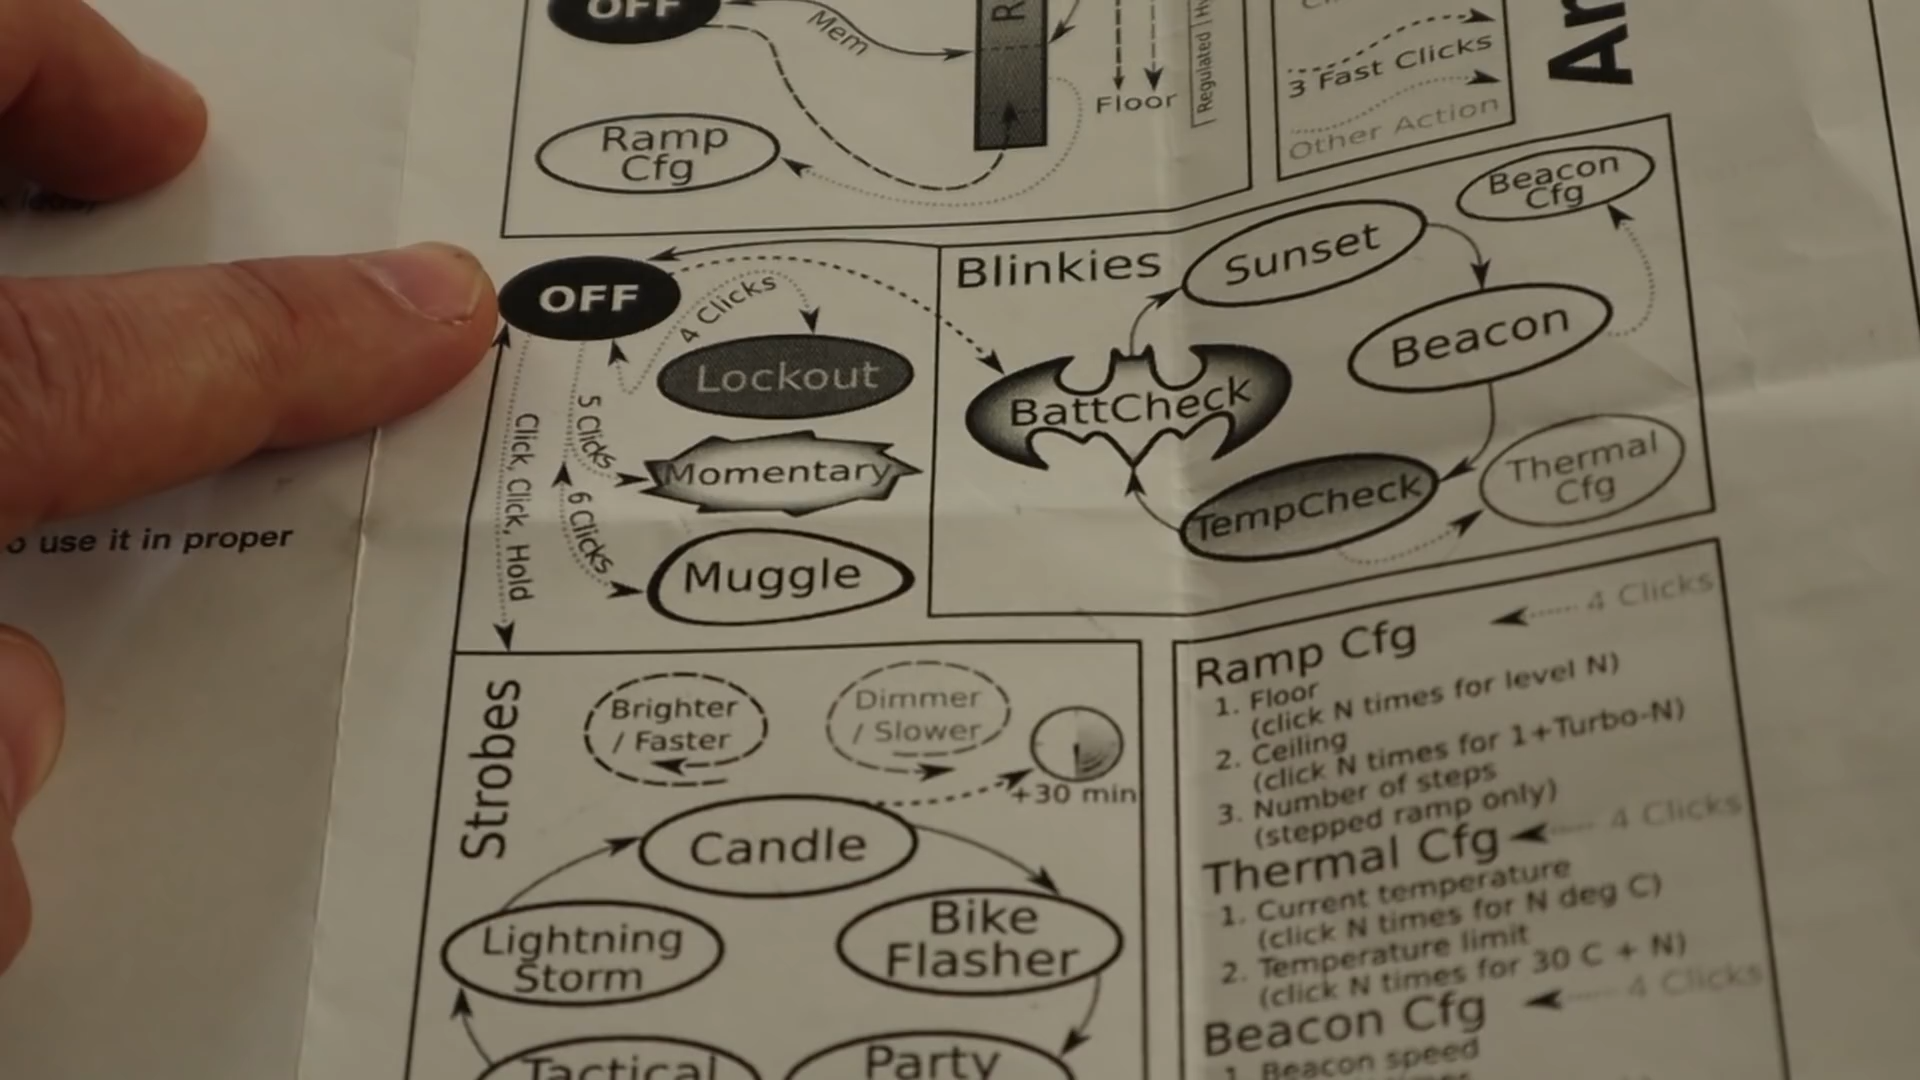 OFF
Mem
R
Floor
Regulated
3 Fast Clicks
Other Action
Ar
Ramp
Cfg
OFF
4 Clicks
Lockout
5 Clicks
Momentary
6 Clicks
Muggle
Click, Click, Hold
Blinkies
Sunset
Beacon
Cfg
Beacon
BattCheck
TempCheck
Thermal
Cfg
use it in proper
Strobes
Brighter
/ Faster
Dimmer
/ Slower
+30 min
Candle
Lightning
Storm
Bike
Flasher
Tactical
Party
Ramp Cfg
4 Clicks
1. Floor
(click N times for level N)
2. Ceiling
(click N times for 1+Turbo-N)
3. Number of steps
(stepped ramp only)
Thermal Cfg
4 Clicks
1. Current temperature
(click N times for N deg C)
2. Temperature limit
(click N times for 30 C + N)
Beacon Cfg
4 Clicks
1. Beacon speed